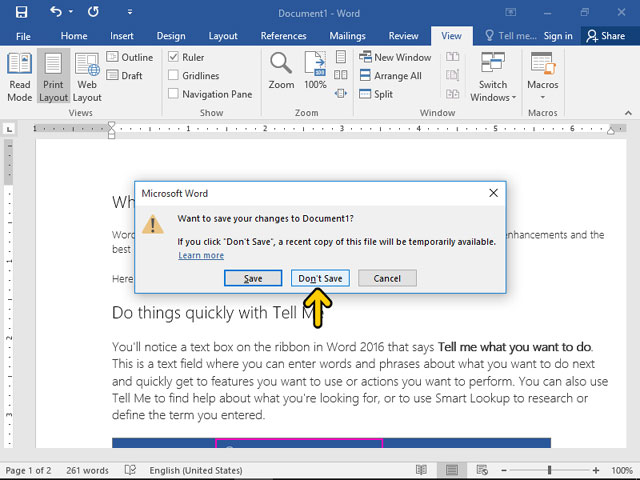 Document1 - Word
File Home Insert Design Layout References Mailings Review View Tell me... Sign in Share
Read Mode
Print Layout
Web Layout
Outline
Draft
Views
Ruler
Gridlines
Navigation Pane
Show
Zoom
100%
Zoom
New Window
Arrange All
Split
Switch Windows
Window
Macros
Macros
1 1 2 3 4 5 6
Wh
Microsoft Word
Want to save your changes to Document1?
If you click "Don't Save", a recent copy of this file will be temporarily available.
Learn more
Save Don't Save Cancel
Word enhancements and the
best
Here
Do things quickly with Tell Me
You'll notice a text box on the ribbon in Word 2016 that says Tell me what you want to do.
This is a text field where you can enter words and phrases about what you want to do next
and quickly get to features you want to use or actions you want to perform. You can also use
Tell Me to find help about what you're looking for, or to use Smart Lookup to research or
define the term you entered.
Page 1 of 2 261 words English (United States) 100%